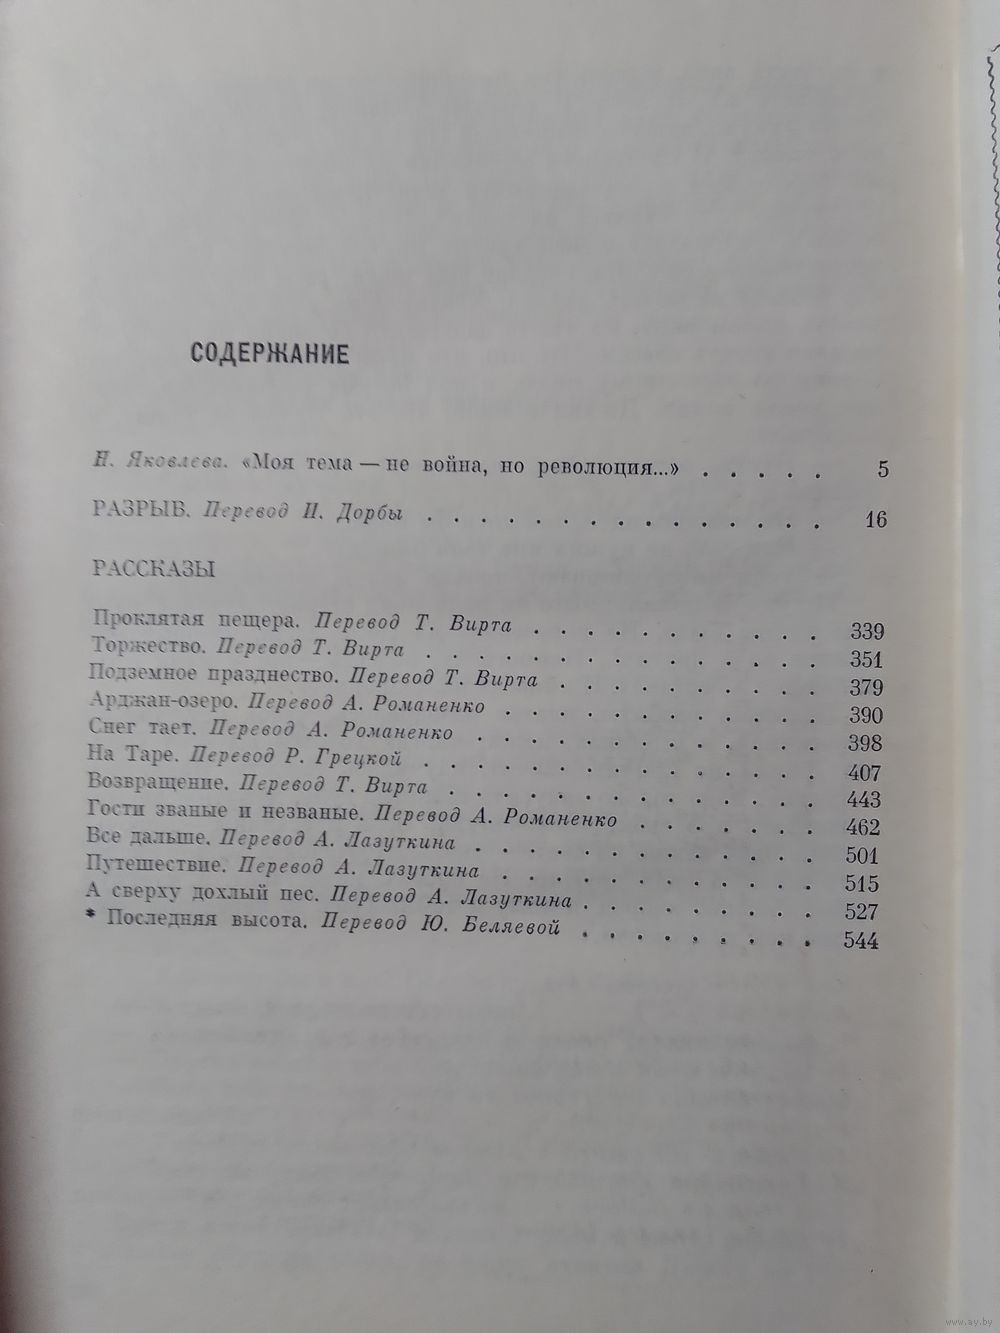 СОДЕРЖАНИЕ
Н. Яковлева. «Моя тема — не война, но революция...» . . . . . 5
РАЗРЫВ. Перевод И. Дорбы . . . . . . . . . . . . . . . 16
РАССКАЗЫ
Проклятая пещера. Перевод Т. Вирта . . . . . . . . . . . 339
Торжество. Перевод Т. Вирта . . . . . . . . . . . . . . . 351
Подземное празднество. Перевод Т. Вирта . . . . . . . . . . 379
Арджан-озеро. Перевод А. Романенко . . . . . . . . . . . . 390
Снег тает. Перевод А. Романенко . . . . . . . . . . . . . 398
На Таре. Перевод Р. Грецкой . . . . . . . . . . . . . . . 407
Возвращение. Перевод Т. Вирта . . . . . . . . . . . . . . 443
Гости званые и незваные. Перевод А. Романенко . . . . . . . 462
Все дальше. Перевод А. Лазуткина . . . . . . . . . . . . . 501
Путешествие. Перевод А. Лазуткина . . . . . . . . . . . . 515
А сверху дохлый пес. Перевод А. Лазуткина . . . . . . . . . 527
* Последняя высота. Перевод Ю. Беляевой . . . . . . . . . 544
www.ay.by